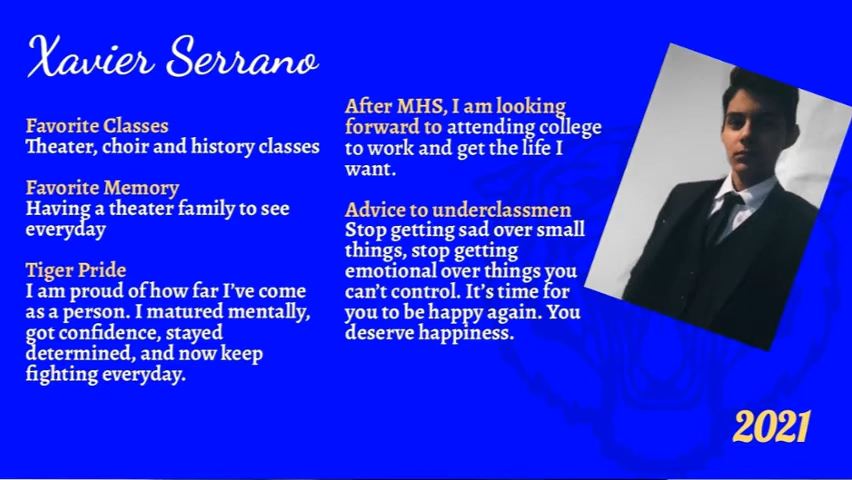 Xavier Serrano
Favorite Classes
Theater, choir and history classes
Favorite Memory
Having a theater family to see
everyday
Tiger Pride
I am proud of how far I've come
as a person. I matured mentally,
got confidence, stayed
determined, and now keep
fighting everyday.
After MHS, I am looking
forward to attending college
to work and get the life I
want.
Advice to underclassmen
Stop getting sad over small
things, stop getting
emotional over things you
can't control. It's time for
you to be happy again. You
deserve happiness.
2021